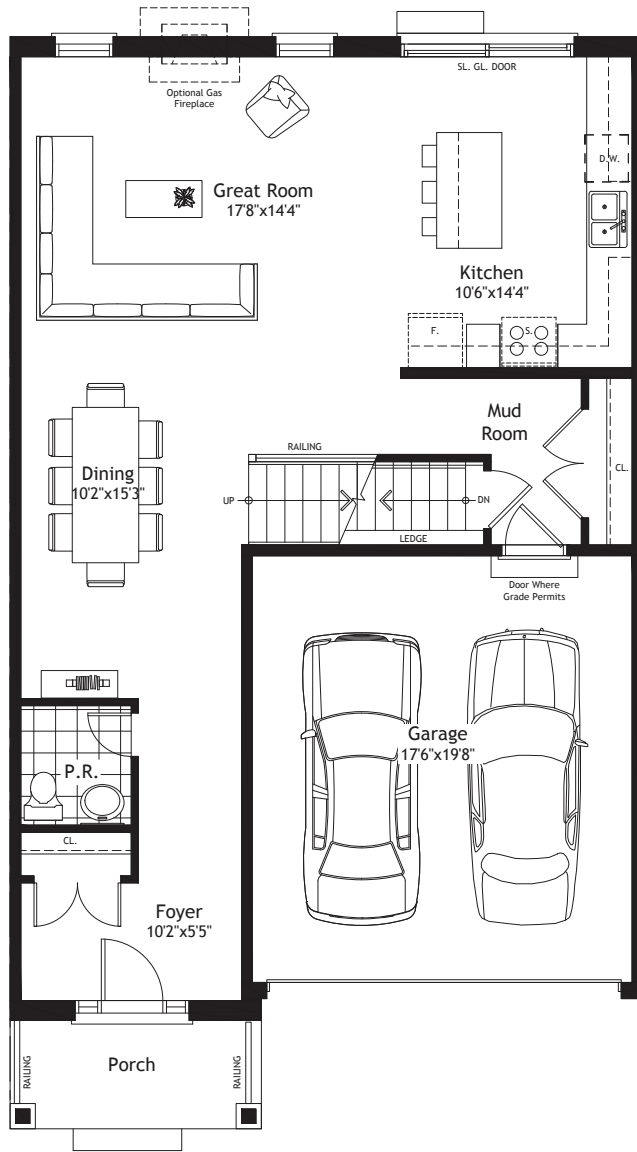 SL. GL. DOOR
Optional Gas
Fireplace
D.W.
Great Room
17'8"x14'4"
Kitchen
10'6"x14'4"
F.
S.
Mud
Room
RAILING
CL.
Dining
10'2"x15'3"
UP
DN
LEDGE
Door Where
Grade Permits
Garage
17'6"x19'8"
P.R.
CL.
Foyer
10'2"x5'5"
Porch
RAILING
RAILING